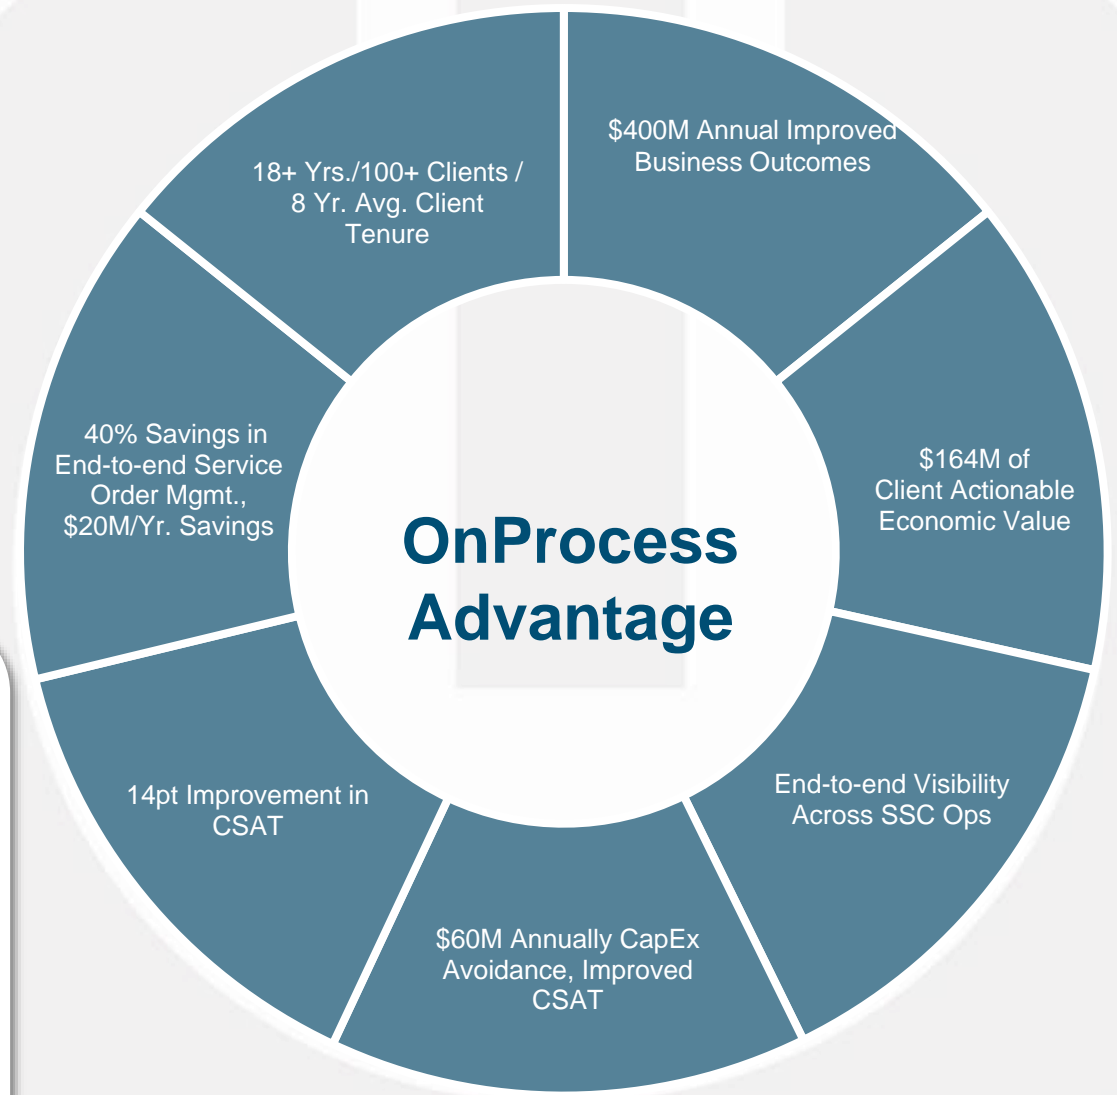 $400M Annual Improved
Business Outcomes
$164M of
Client Actionable
Economic Value
End-to-end Visibility
Across SSC Ops
$60M Annually CapEx
Avoidance, Improved
CSAT
14pt Improvement in
CSAT
40% Savings in
End-to-end Service
Order Mgmt.,
$20M/Yr. Savings
18+ Yrs./100+ Clients /
8 Yr. Avg. Client
Tenure
OnProcess
Advantage